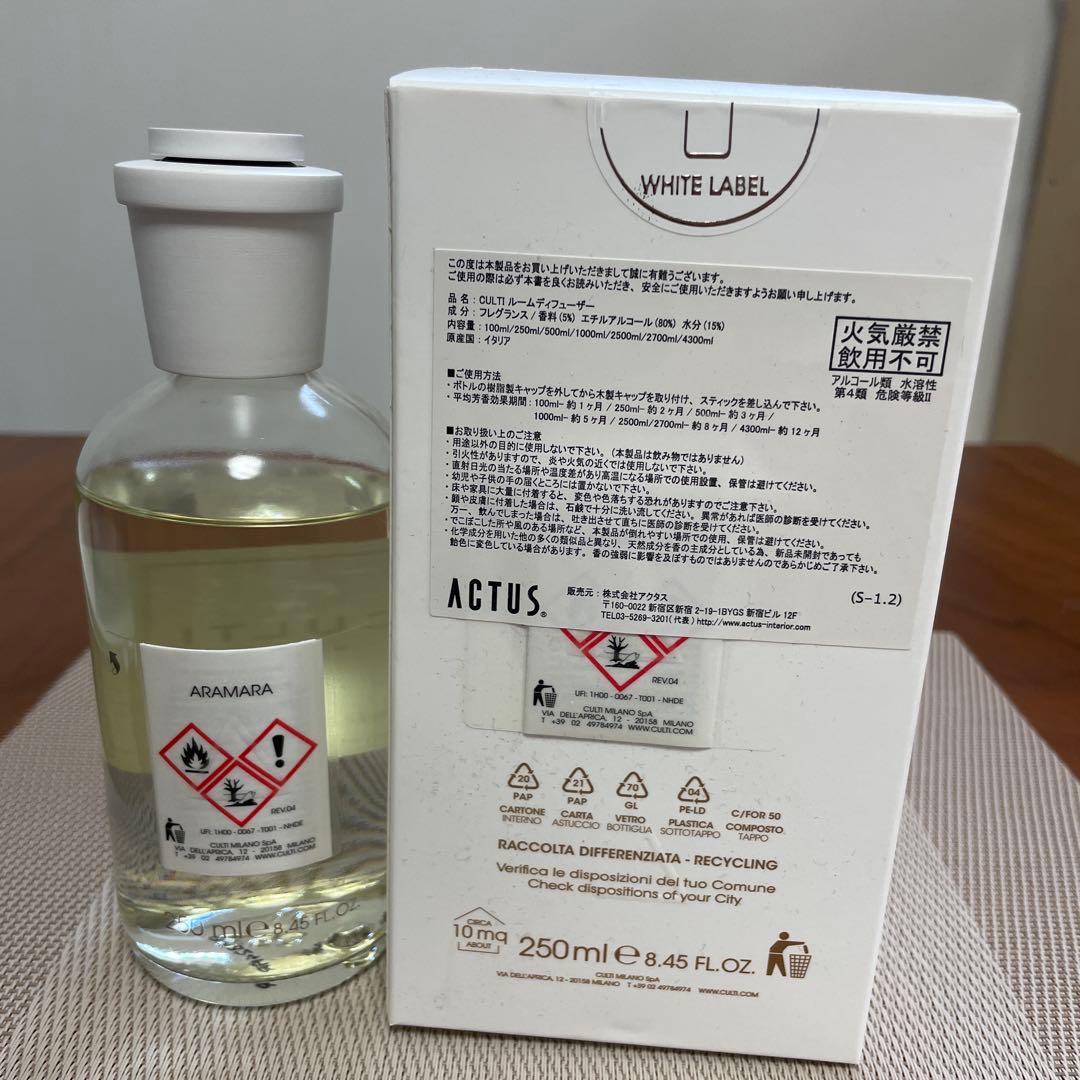 WHITE LABEL
この度は本製品をお買い上げいただきまして誠に有難うございます。
ご使用の際は必ず本書を良くお読みいただき、安全にご使用いただきますようお願い申し上げます。
品 名 : CULTI ルームディフューザー
成 分 : フレグランス / 香料(5%) エチルアルコール(80%) 水分(15%)
内容量 : 100ml/250ml/500ml/1000ml/2500ml/2700ml/4300ml
原産国 : イタリア
火気厳禁
飲用不可
アルコール類 水溶性
第4類 危険等級II
■ご使用方法
・ボトルの樹脂製キャップを外してから木製キャップを取り付け、スティックを差し込んで下さい。
・平均芳香効果期間 : 100ml- 約1ヶ月 / 250ml- 約2ヶ月 / 500ml- 約3ヶ月 /
1000ml- 約5ヶ月 / 2500ml/2700ml- 約8ヶ月 / 4300ml- 約12ヶ月
■お取り扱い上のご注意
・用途以外の目的に使用しないで下さい。(本製品は飲み物ではありません)
・引火性がありますので、炎や火気の近くでは使用しないで下さい。
・直射日光の当たる場所や温度差があり高温になる場所での使用設置、保管は避けてください。
・幼児や子供の手の届くところには置かないで下さい。
・床や家具に大量に付着すると、変色や色落ちする恐れがありますのでご注意下さい。
・顔や皮膚に付着した場合は、石鹸で十分に洗い流してください。異常があれば医師の診断を受けてください。
万一、飲んでしまった場合は、吐き出させて直ちに医師の診断を受けてください。
・でこぼこした所や風のある場所など、本製品が倒れやすい場所での使用、保管は避けてください。
・化学成分を用いた他の多くの類似品と異なり、天然成分を香の主成分としている為、新品未開封であっても
飴色に変色している場合があります。香の強弱に影響を及ぼすものではありませんのであらかじめご了承下さい。
ACTUS®
販売元 : 株式会社アクタス
〒160-0022 新宿区新宿 2-19-1BYGS 新宿ビル 12F
TEL03-5269-3201(代表) http://www.actus-interior.com
(S-1.2)
REV.04
UFI: 1H00 - 0067 - T001 - NHDE
CULTI MILANO SpA
VIA DELL'APRICA, 12 - 20158 MILANO
T +39 02 49784974 WWW.CULTI.COM
ARAMARA
REV.04
UFI: 1H00 - 0067 - T001 - NHDE
CULTI MILANO SpA
VIA DELL'APRICA, 12 - 20158 MILANO
T +39 02 49784974 WWW.CULTI.COM
250 ml e 8.45 FL.OZ.
20 21 70 04
PAP PAP GL PE-LD C/FOR 50
CARTONE CARTA VETRO PLASTICA COMPOSTO
INTERNO ASTUCCIO BOTTIGLIA SOTTOTAPPO TAPPO
RACCOLTA DIFFERENZIATA - RECYCLING
Verifica le disposizioni del tuo Comune
Check dispositions of your City
CIRCA
10 mq
ABOUT
250 ml e 8.45 FL.OZ.
CULTI MILANO SpA
VIA DELL'APRICA, 12 - 20158 MILANO T +39 02 49784974 WWW.CULTI.COM